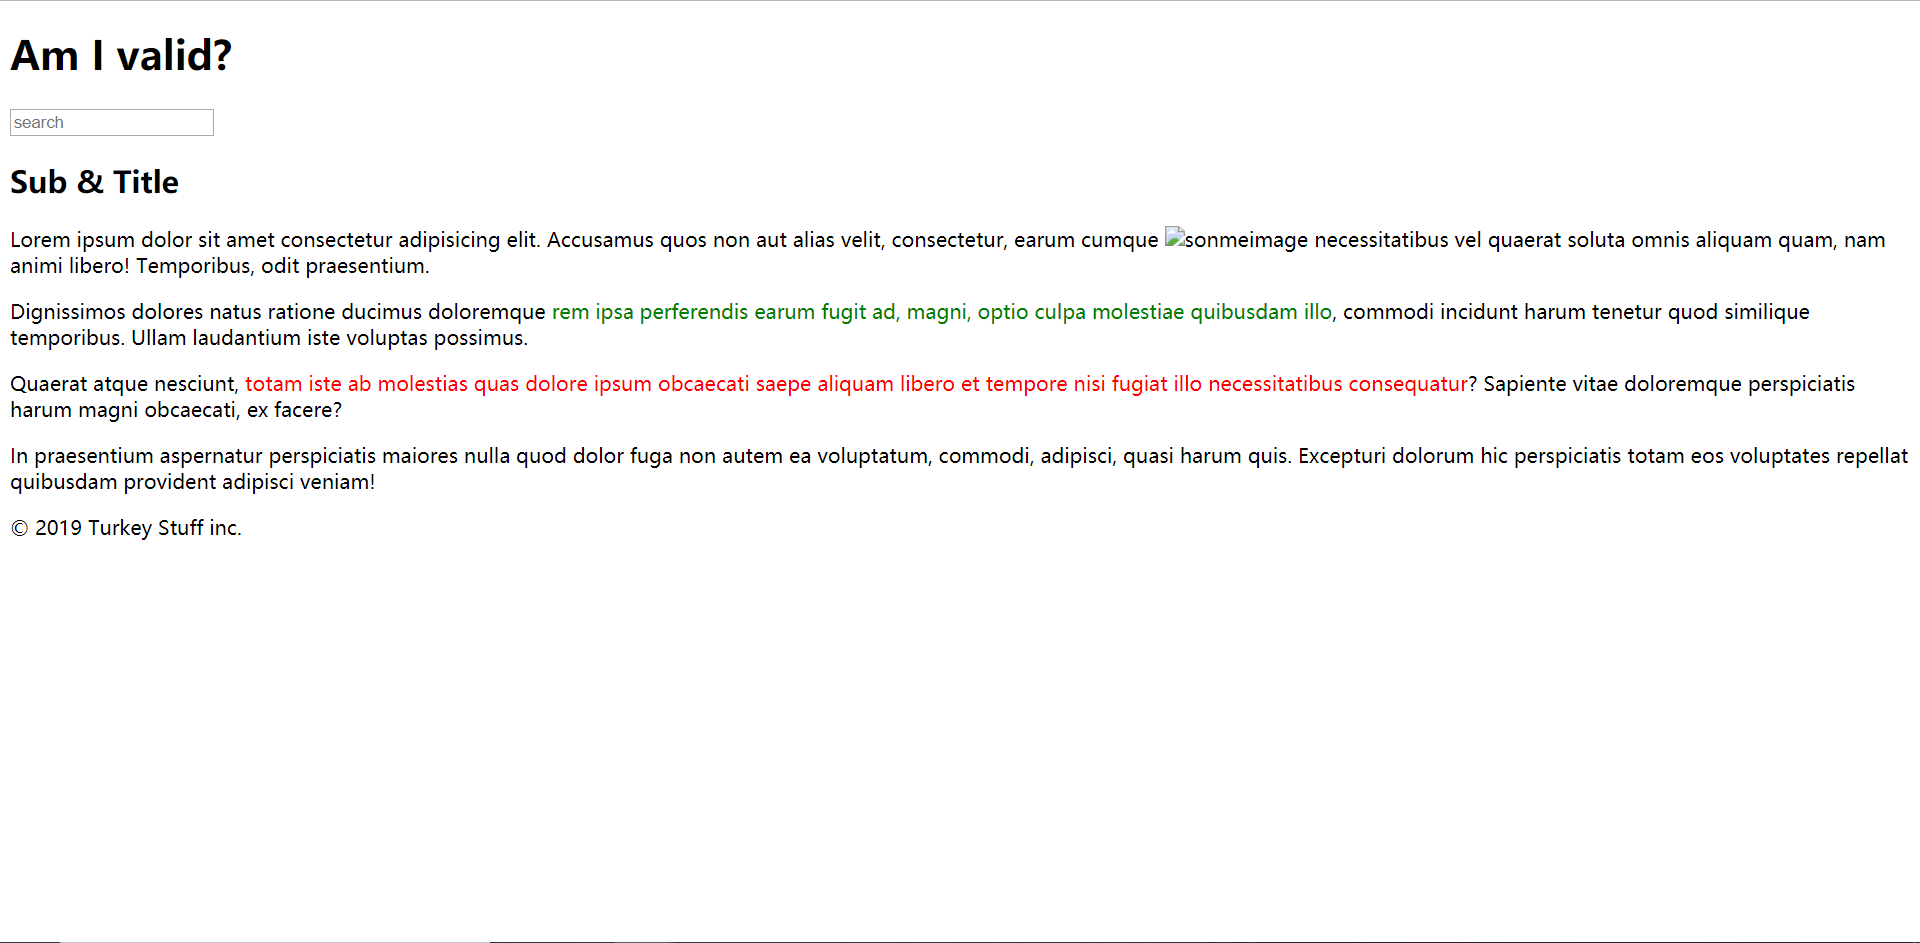 Am I valid?
search
Sub & Title
Lorem ipsum dolor sit amet consectetur adipisicing elit. Accusamus quos non aut alias velit, consectetur, earum cumque sonmeimage necessitatibus vel quaerat soluta omnis aliquam quam, nam
animi libero! Temporibus, odit praesentium.
Dignissimos dolores natus ratione ducimus doloremque rem ipsa perferendis earum fugit ad, magni, optio culpa molestiae quibusdam illo, commodi incidunt harum tenetur quod similique
temporibus. Ullam laudantium iste voluptas possimus.
Quaerat atque nesciunt, totam iste ab molestias quas dolore ipsum obcaecati saepe aliquam libero et tempore nisi fugiat illo necessitatibus consequatur? Sapiente vitae doloremque perspiciatis
harum magni obcaecati, ex facere?
In praesentium aspernatur perspiciatis maiores nulla quod dolor fuga non autem ea voluptatum, commodi, adipisci, quasi harum quis. Excepturi dolorum hic perspiciatis totam eos voluptates repellat
quibusdam provident adipisci veniam!
© 2019 Turkey Stuff inc.